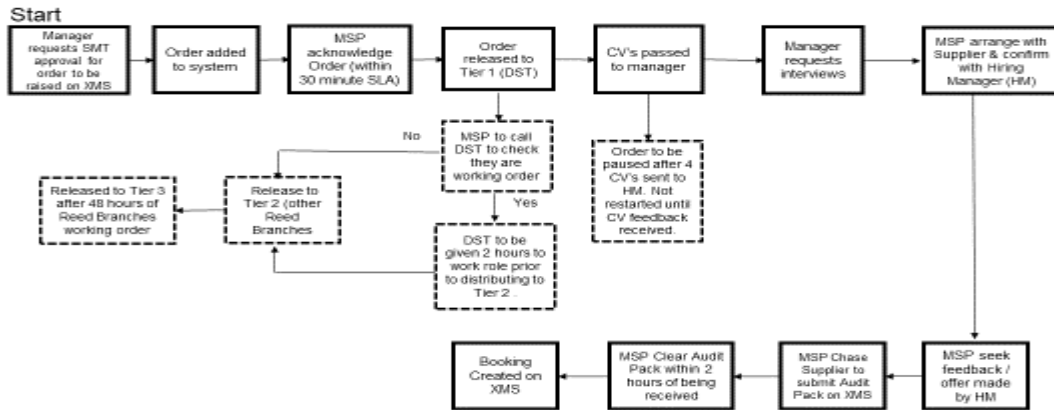 Start
Manager
requests SMT
approval for
order to be
raised on XMS
Order added
to system
MSP
acknowledge
Order (within
30 minute SLA)
Order
released to
Tier 1 (DST)
CV's passed
to manager
Manager
requests
interviews
MSP arrange with
Supplier & confirm
with Hiring
Manager (HM)
No
MSP to call
DST to check
they are
working order
Order to be
paused after 4
CV's sent to
HM. Not
restarted until
CV feedback
received.
Released to Tier 3
after 48 hours of
Reed Branches
working order
Release to
Tier 2 (other
Reed
Branches
Yes
DST to be
given 2 hours to
work role prior
to distributing to
Tier 2 .
Booking
Created on
XMS
MSP Clear Audit
Pack within 2
hours of being
received
MSP Chase
Supplier to
submit Audit
Pack on XMS
MSP seek
feedback /
offer made
by HM